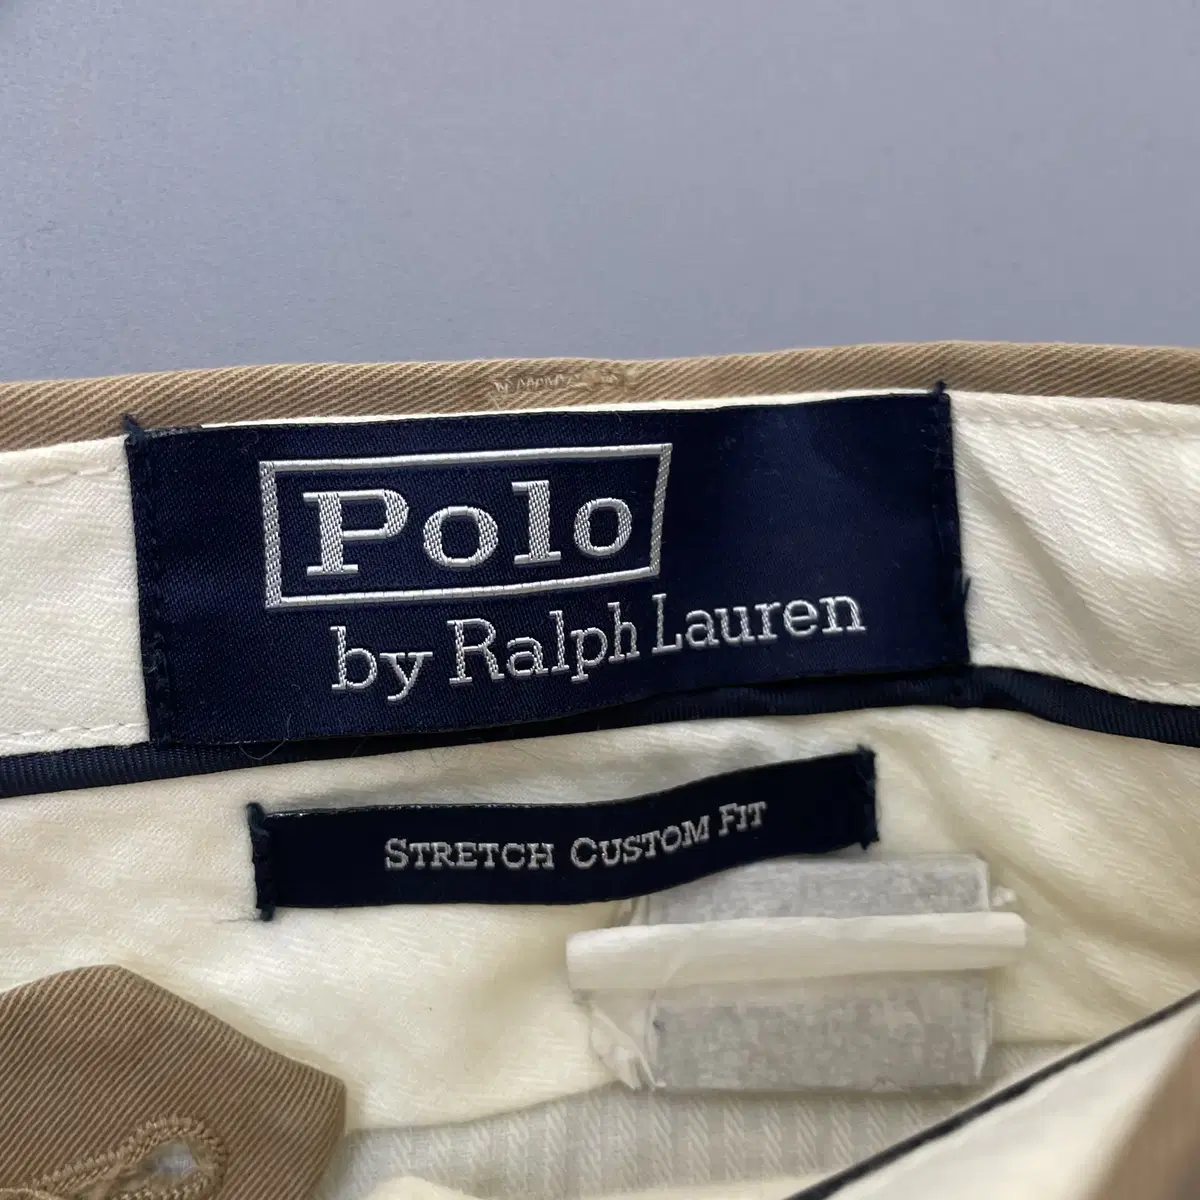 Polo
by Ralph Lauren
STRETCH CUSTOM FIT